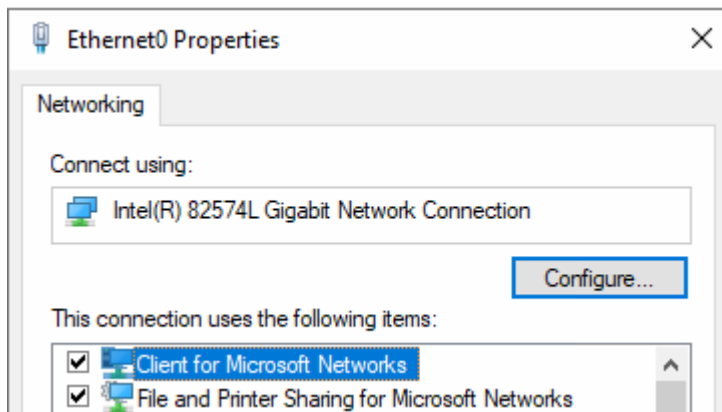 Ethernet0 Properties
Networking
Connect using:
Intel(R) 82574L Gigabit Network Connection
Configure...
This connection uses the following items:
Client for Microsoft Networks
File and Printer Sharing for Microsoft Networks